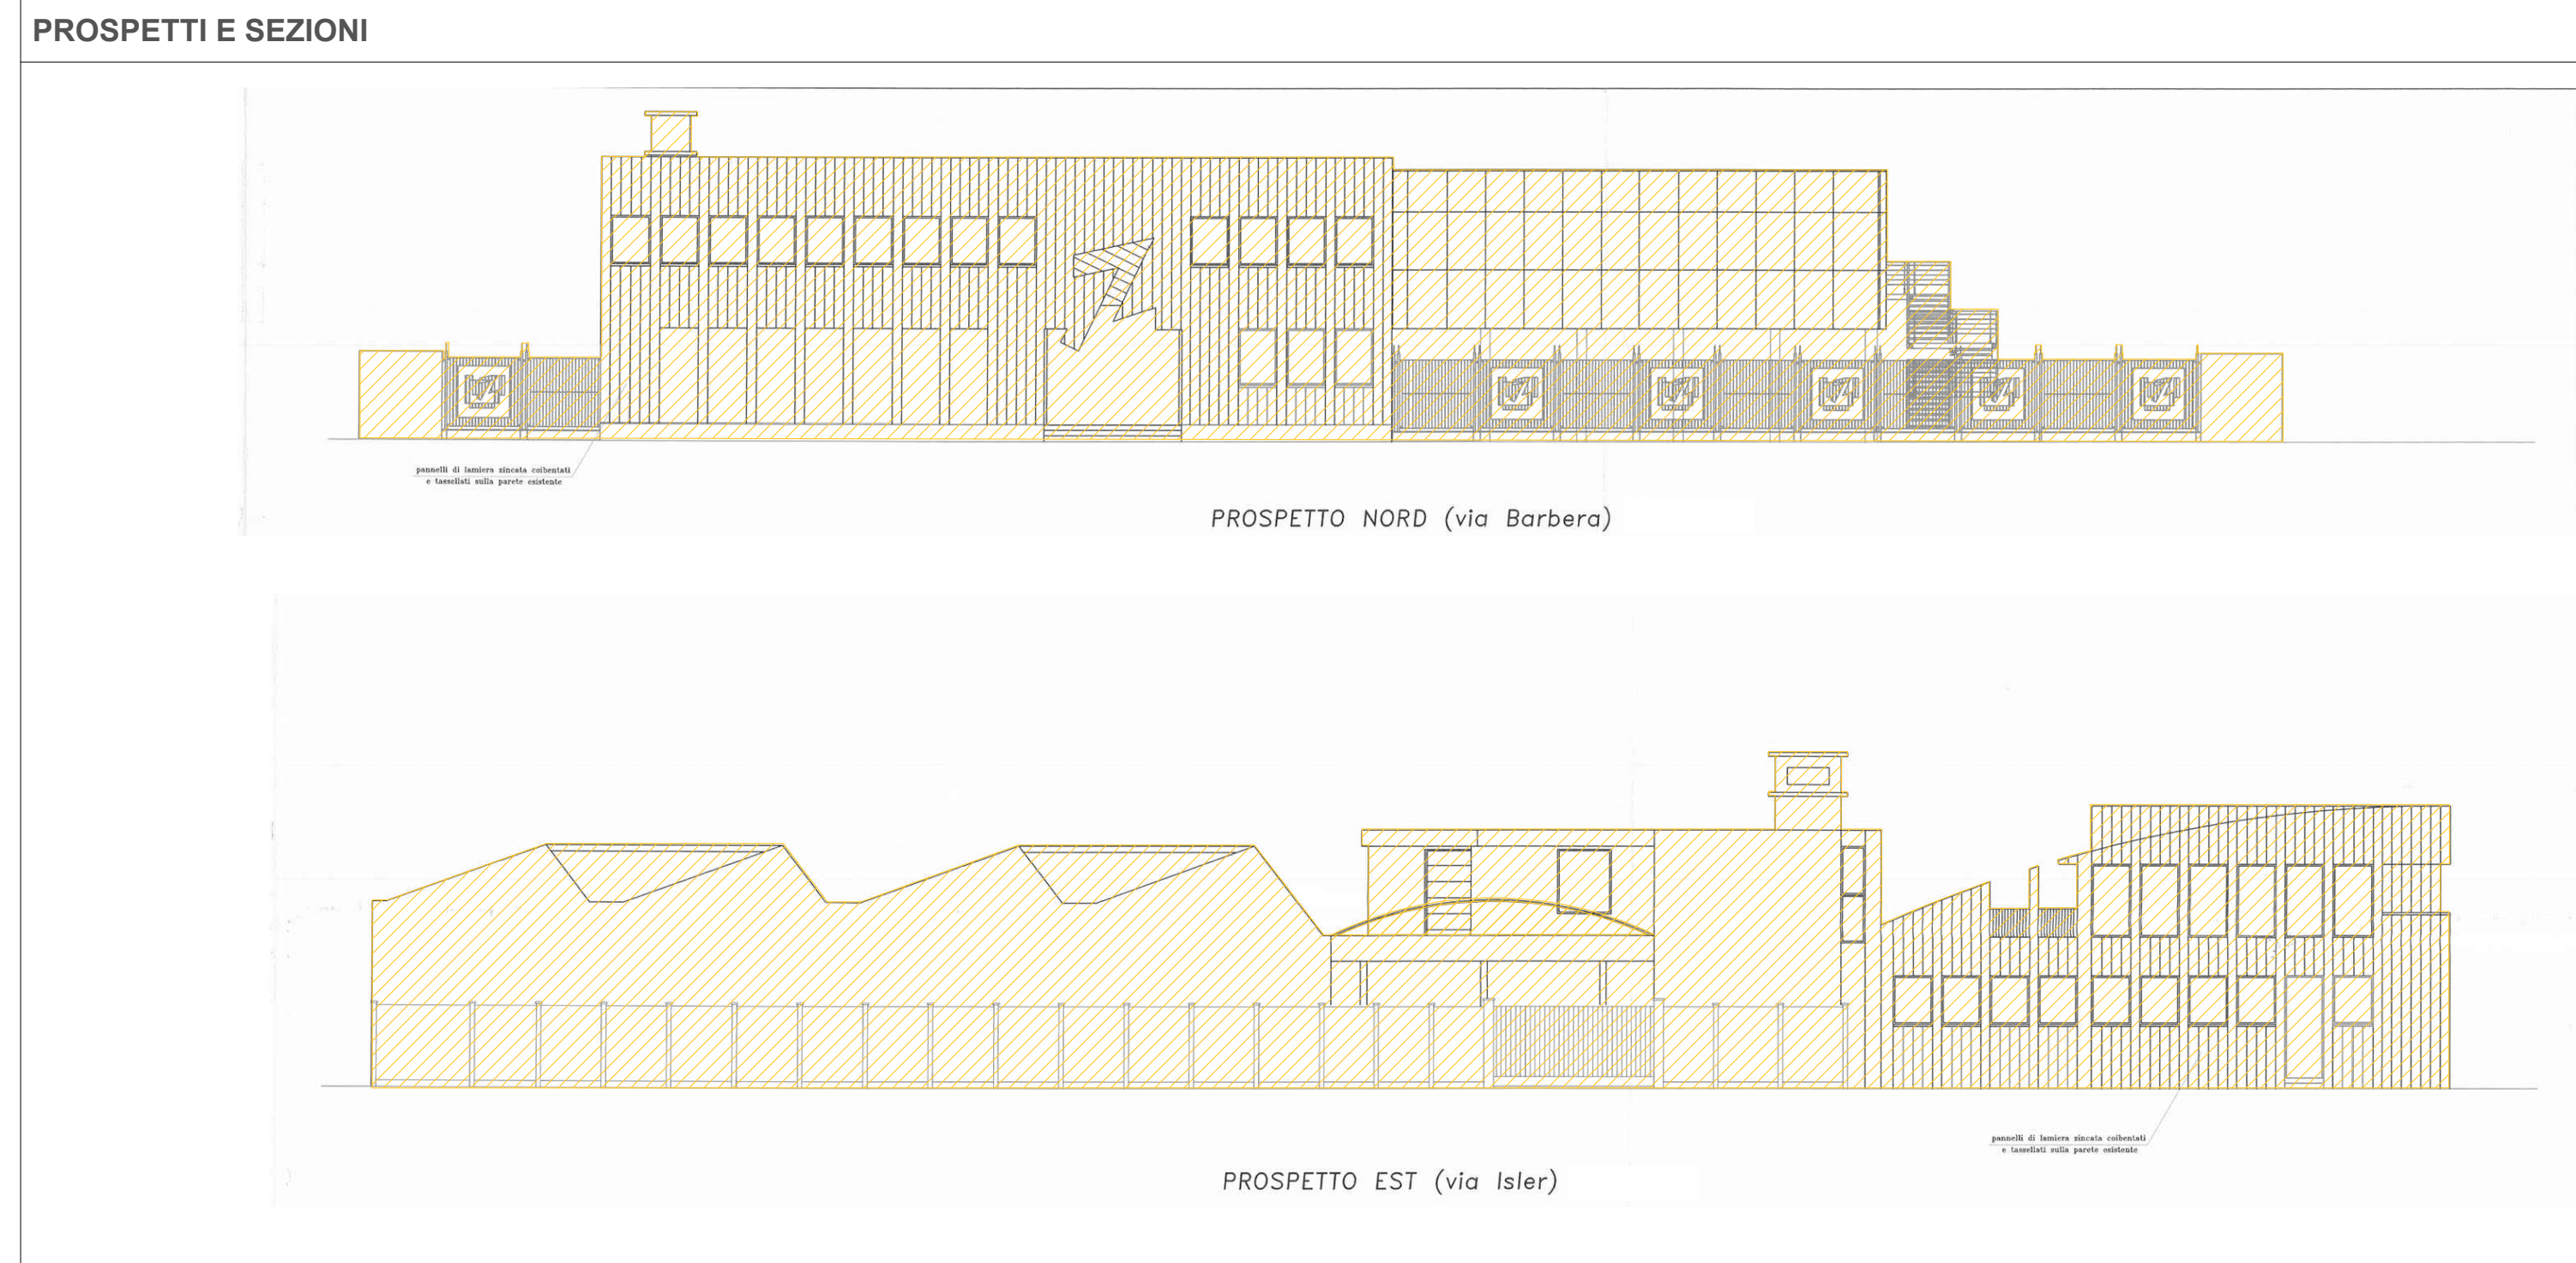 PROSPETTI E SEZIONI
pannelli di lamiera zincata coibentati
e tassellati sulla parete esistente
PROSPETTO NORD (via Barbera)
pannelli di lamiera zincata coibentati
e tassellati sulla parete esistente
PROSPETTO EST (via Isler)